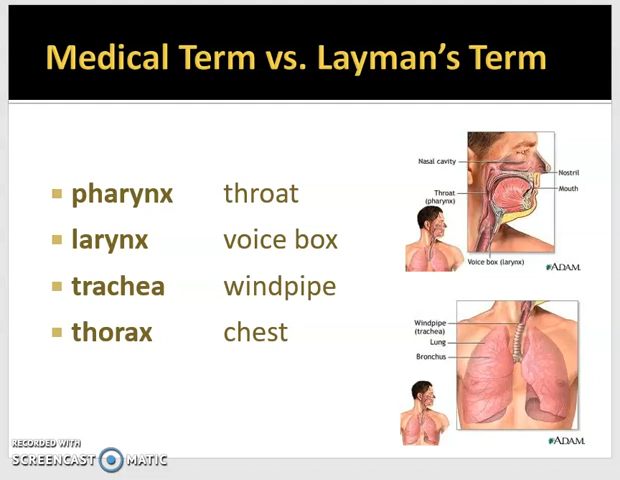 Medical Term vs. Layman's Term
pharynx throat
larynx voice box
trachea windpipe
thorax chest
Nasal cavity
Nostril
Throat
(pharynx)
Mouth
Voice box (larynx)
ADAM.
Windpipe
(trachea)
Lung
Bronchus
ADAM.
RECORDED WITH
SCREENCAST MATIC